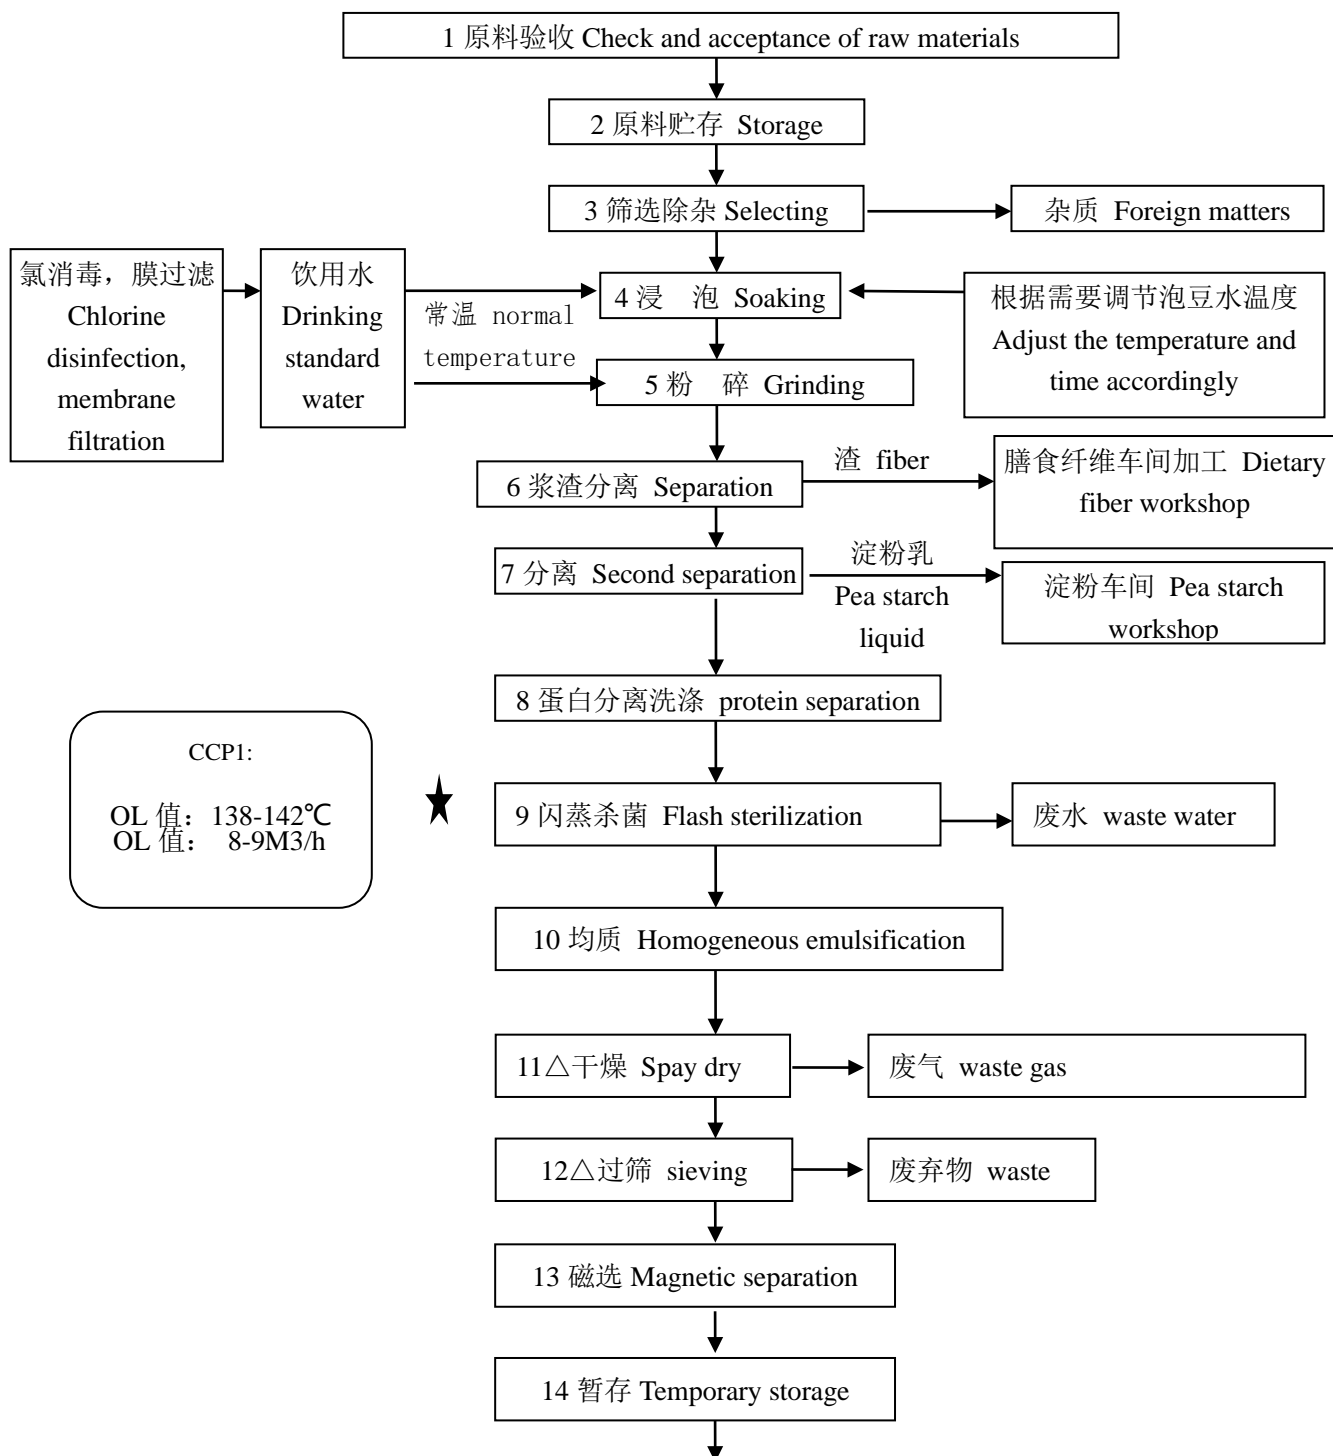 1 原料验收 Check and acceptance of raw materials
2 原料贮存 Storage
3 筛选除杂 Selecting
杂质 Foreign matters
氯消毒，膜过滤
Chlorine
disinfection,
membrane
filtration
饮用水
Drinking
standard
water
常温 normal
temperature
4 浸 泡 Soaking
根据需要调节泡豆水温度
Adjust the temperature and
time accordingly
5 粉 碎 Grinding
6 浆渣分离 Separation
渣 fiber
膳食纤维车间加工 Dietary
fiber workshop
7 分离 Second separation
淀粉乳
Pea starch
liquid
淀粉车间 Pea starch
workshop
8 蛋白分离洗涤 protein separation
CCP1:
OL 值：138-142℃
OL 值： 8-9M3/h
9 闪蒸杀菌 Flash sterilization
废水 waste water
10 均质 Homogeneous emulsification
11△干燥 Spay dry
废气 waste gas
12△过筛 sieving
废弃物 waste
13 磁选 Magnetic separation
14 暂存 Temporary storage